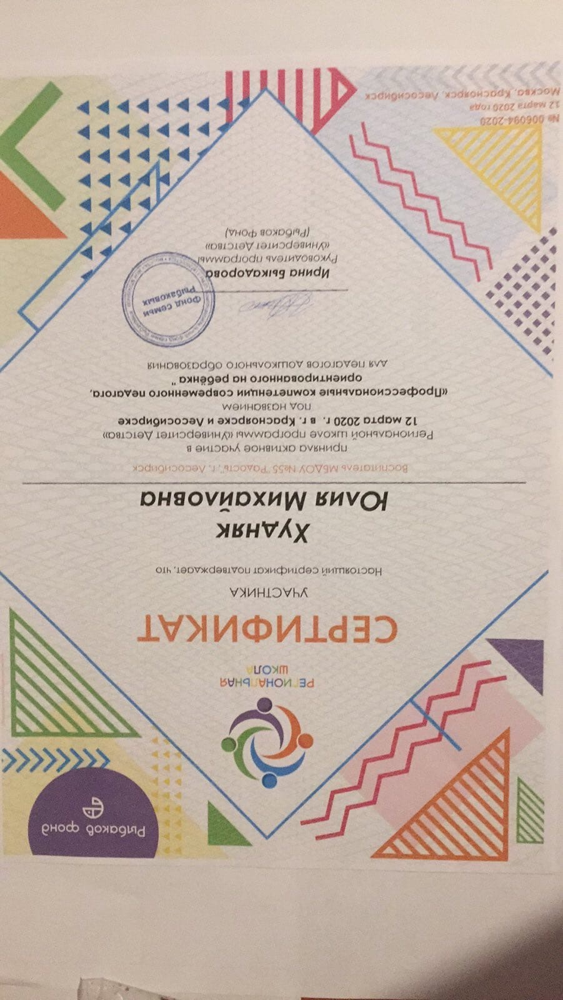 Рыбаков фонд
РЕГИОНАЛЬНАЯ
ШКОЛА
СЕРТИФИКАТ
УЧАСТНИКА
Настоящий сертификат подтверждает, что
Худняк
Юлия Михайловна
Воспитатель МБДОУ №55 "Радость", г. Лесосибирск
приняла активное участие в
Региональной школе программы «Университет Детства»
12 марта 2020 г. в г. Красноярске и Лесосибирске
под названием
«Профессиональные компетенции современного педагога,
ориентированного на ребёнка "
для педагогов дошкольного образования
Фонд семьи
Рыбаковых
Ирина Быкадорова
Руководитель программы
«Университет Детства»
(Рыбаков Фонд)
№ 006094-2020
12 марта 2020 года
Москва, Красноярск, Лесосибирск